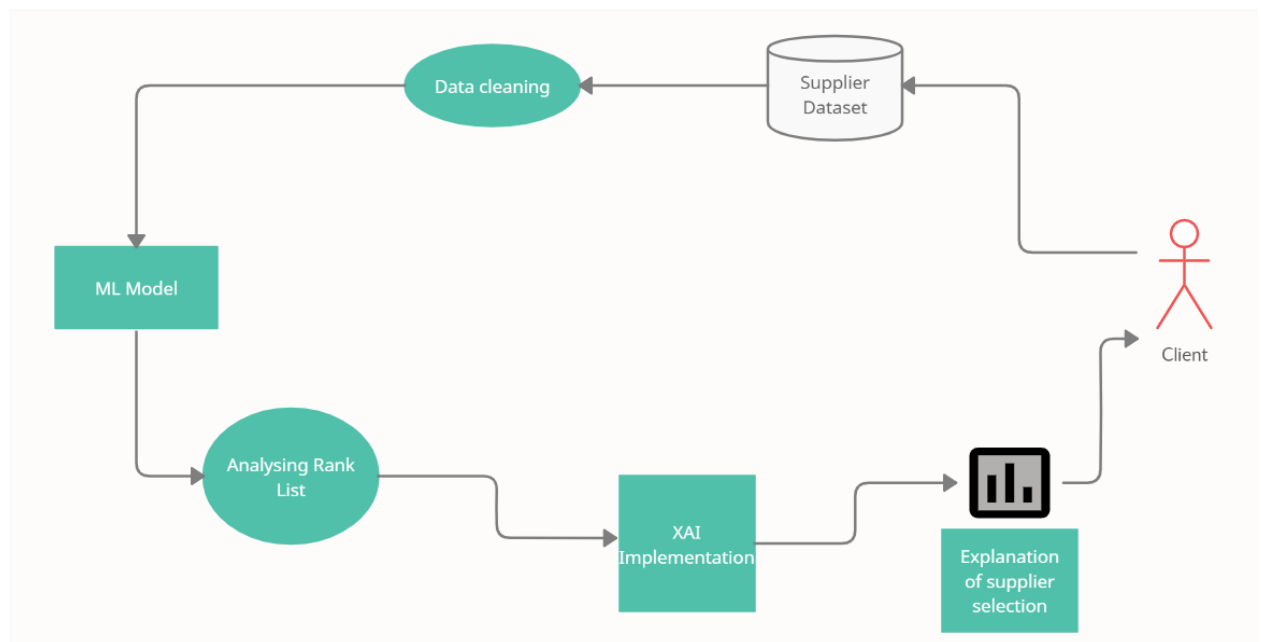 Data cleaning
Supplier
Dataset
ML Model
Client
Analysing Rank
List
XAI
Implementation
Explanation
of supplier
selection